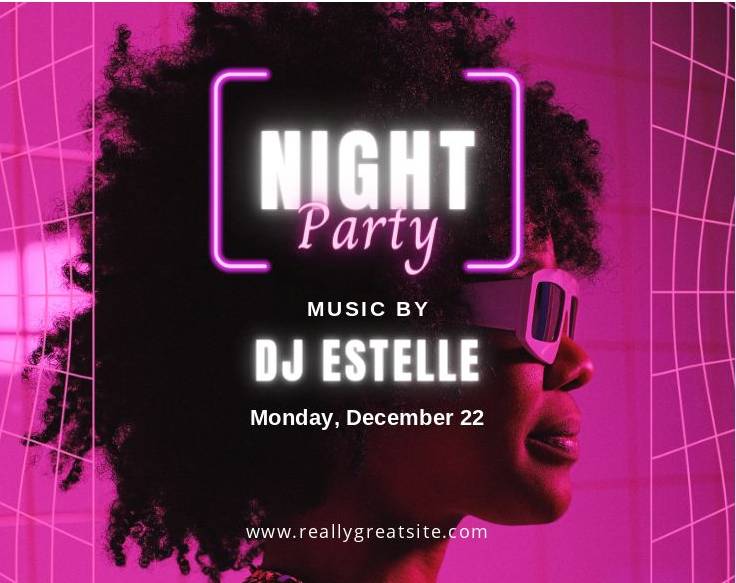 NIGHT
Party
MUSIC BY
DJ ESTELLE
Monday, December 22
www.reallygreatsite.com